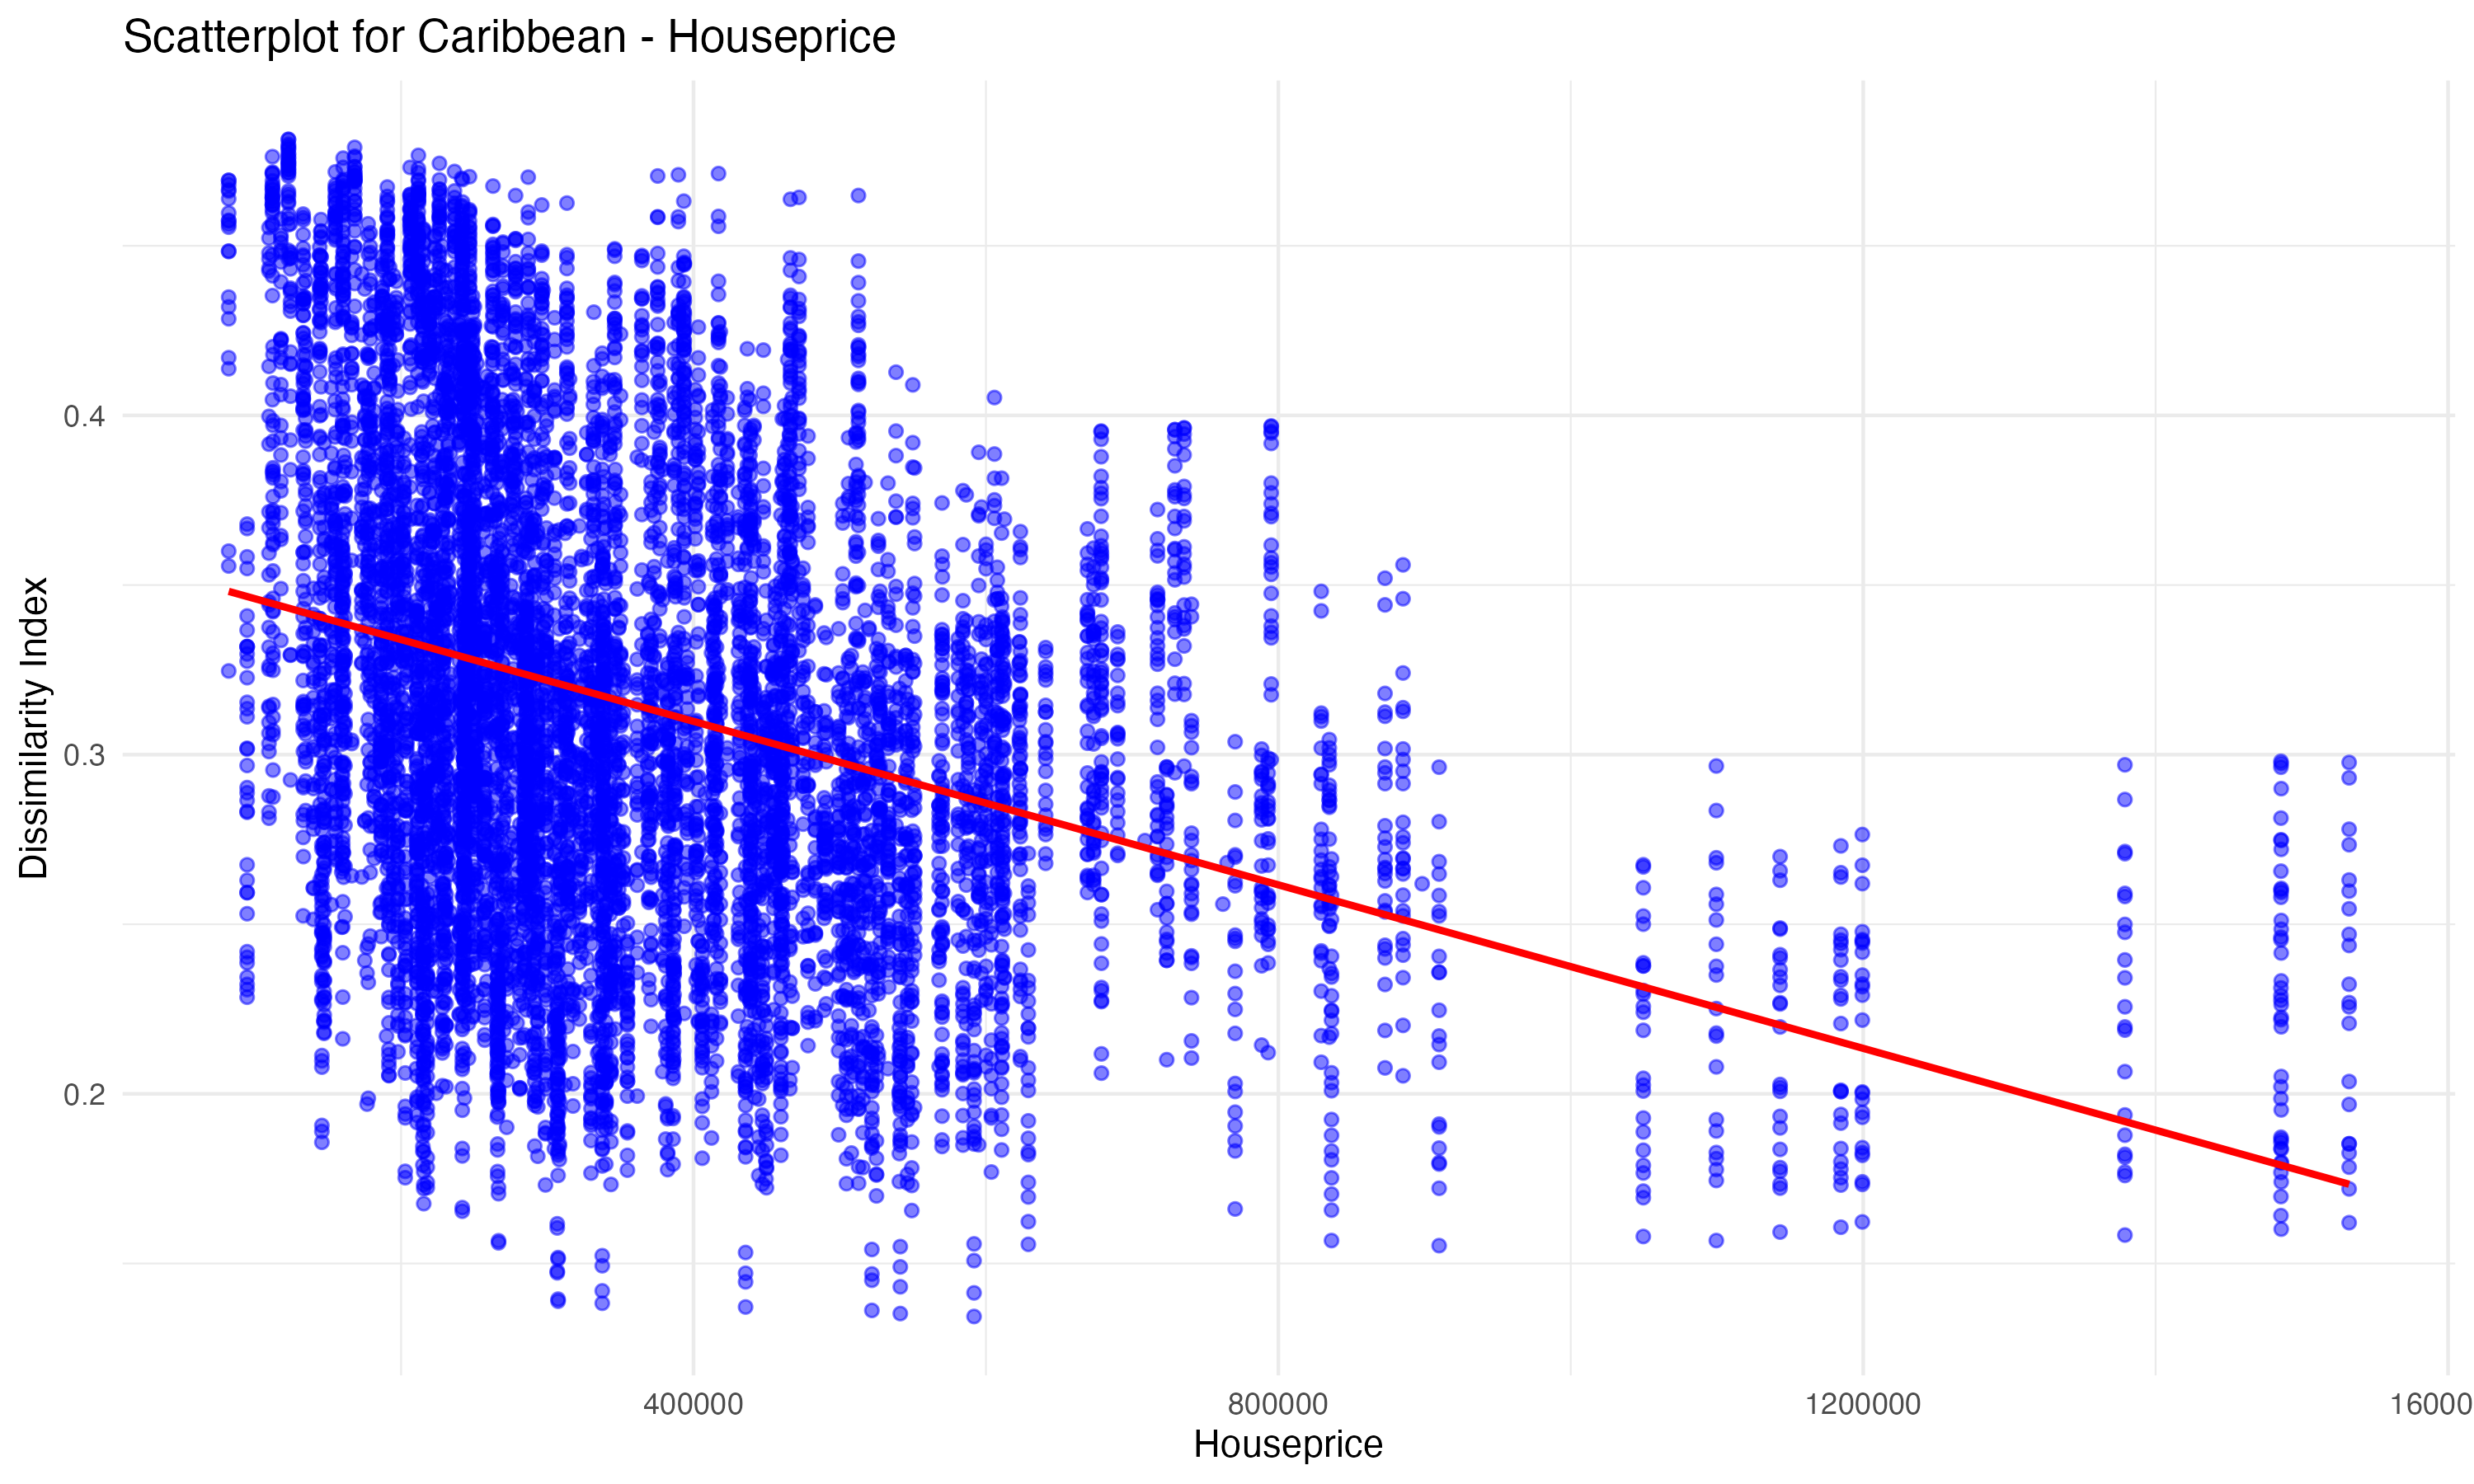 Scatterplot for Caribbean - Houseprice
Dissimilarity Index
0.4
0.3
0.2
400000
800000
1200000
16000
Houseprice